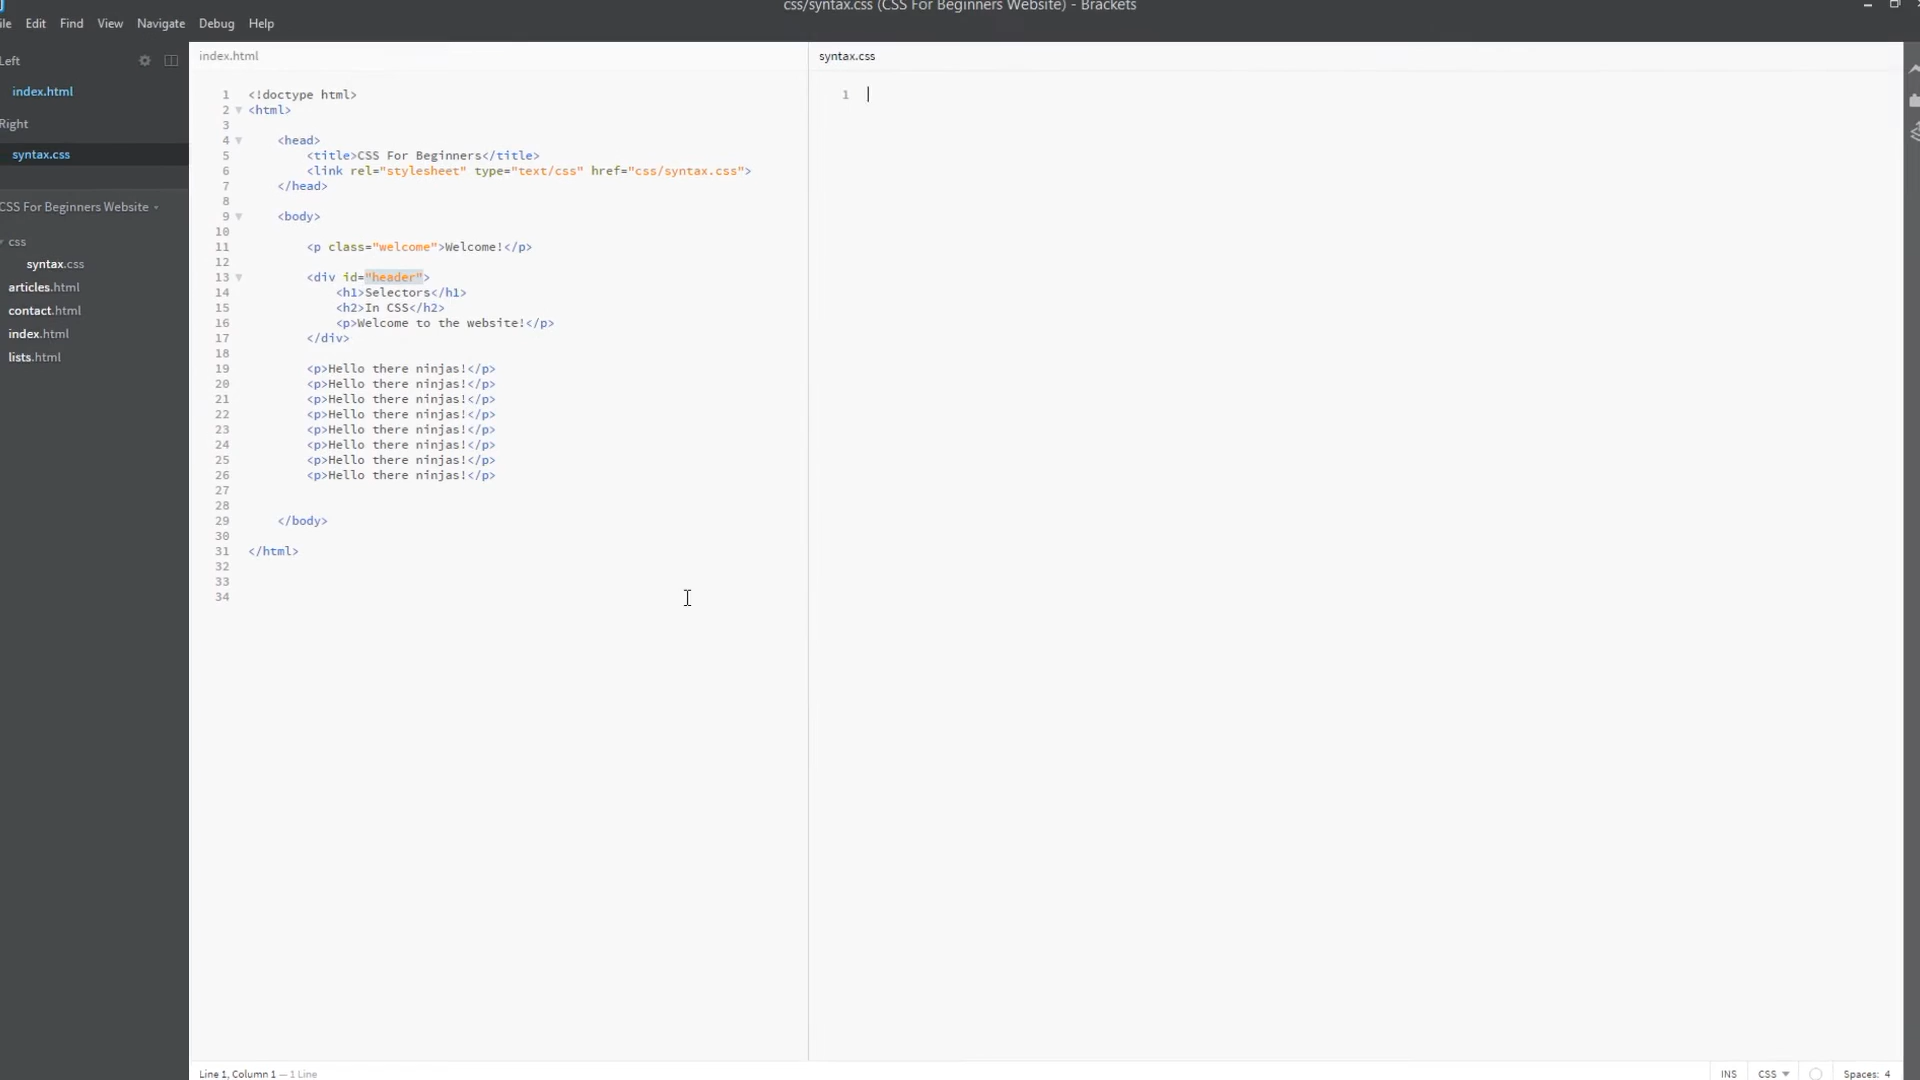 css/syntax.css (CSS For Beginners Website) - Brackets
ile Edit Find View Navigate Debug Help
Left
index.html
Right
syntax.css
CSS For Beginners Website
css
syntax.css
articles.html
contact.html
index.html
lists.html
index.html
1 <!doctype html>
2 <html>
3
4 <head>
5 <title>CSS For Beginners</title>
6 <link rel="stylesheet" type="text/css" href="css/syntax.css">
7 </head>
8
9 <body>
10
11 <p class="welcome">Welcome!</p>
12
13 <div id="header">
14 <h1>Selectors</h1>
15 <h2>In CSS</h2>
16 <p>Welcome to the website!</p>
17 </div>
18
19 <p>Hello there ninjas!</p>
20 <p>Hello there ninjas!</p>
21 <p>Hello there ninjas!</p>
22 <p>Hello there ninjas!</p>
23 <p>Hello there ninjas!</p>
24 <p>Hello there ninjas!</p>
25 <p>Hello there ninjas!</p>
26 <p>Hello there ninjas!</p>
27
28
29 </body>
30
31 </html>
32
33
34
syntax.css
1
Line 1, Column 1 — 1 Line
INS CSS Spaces: 4